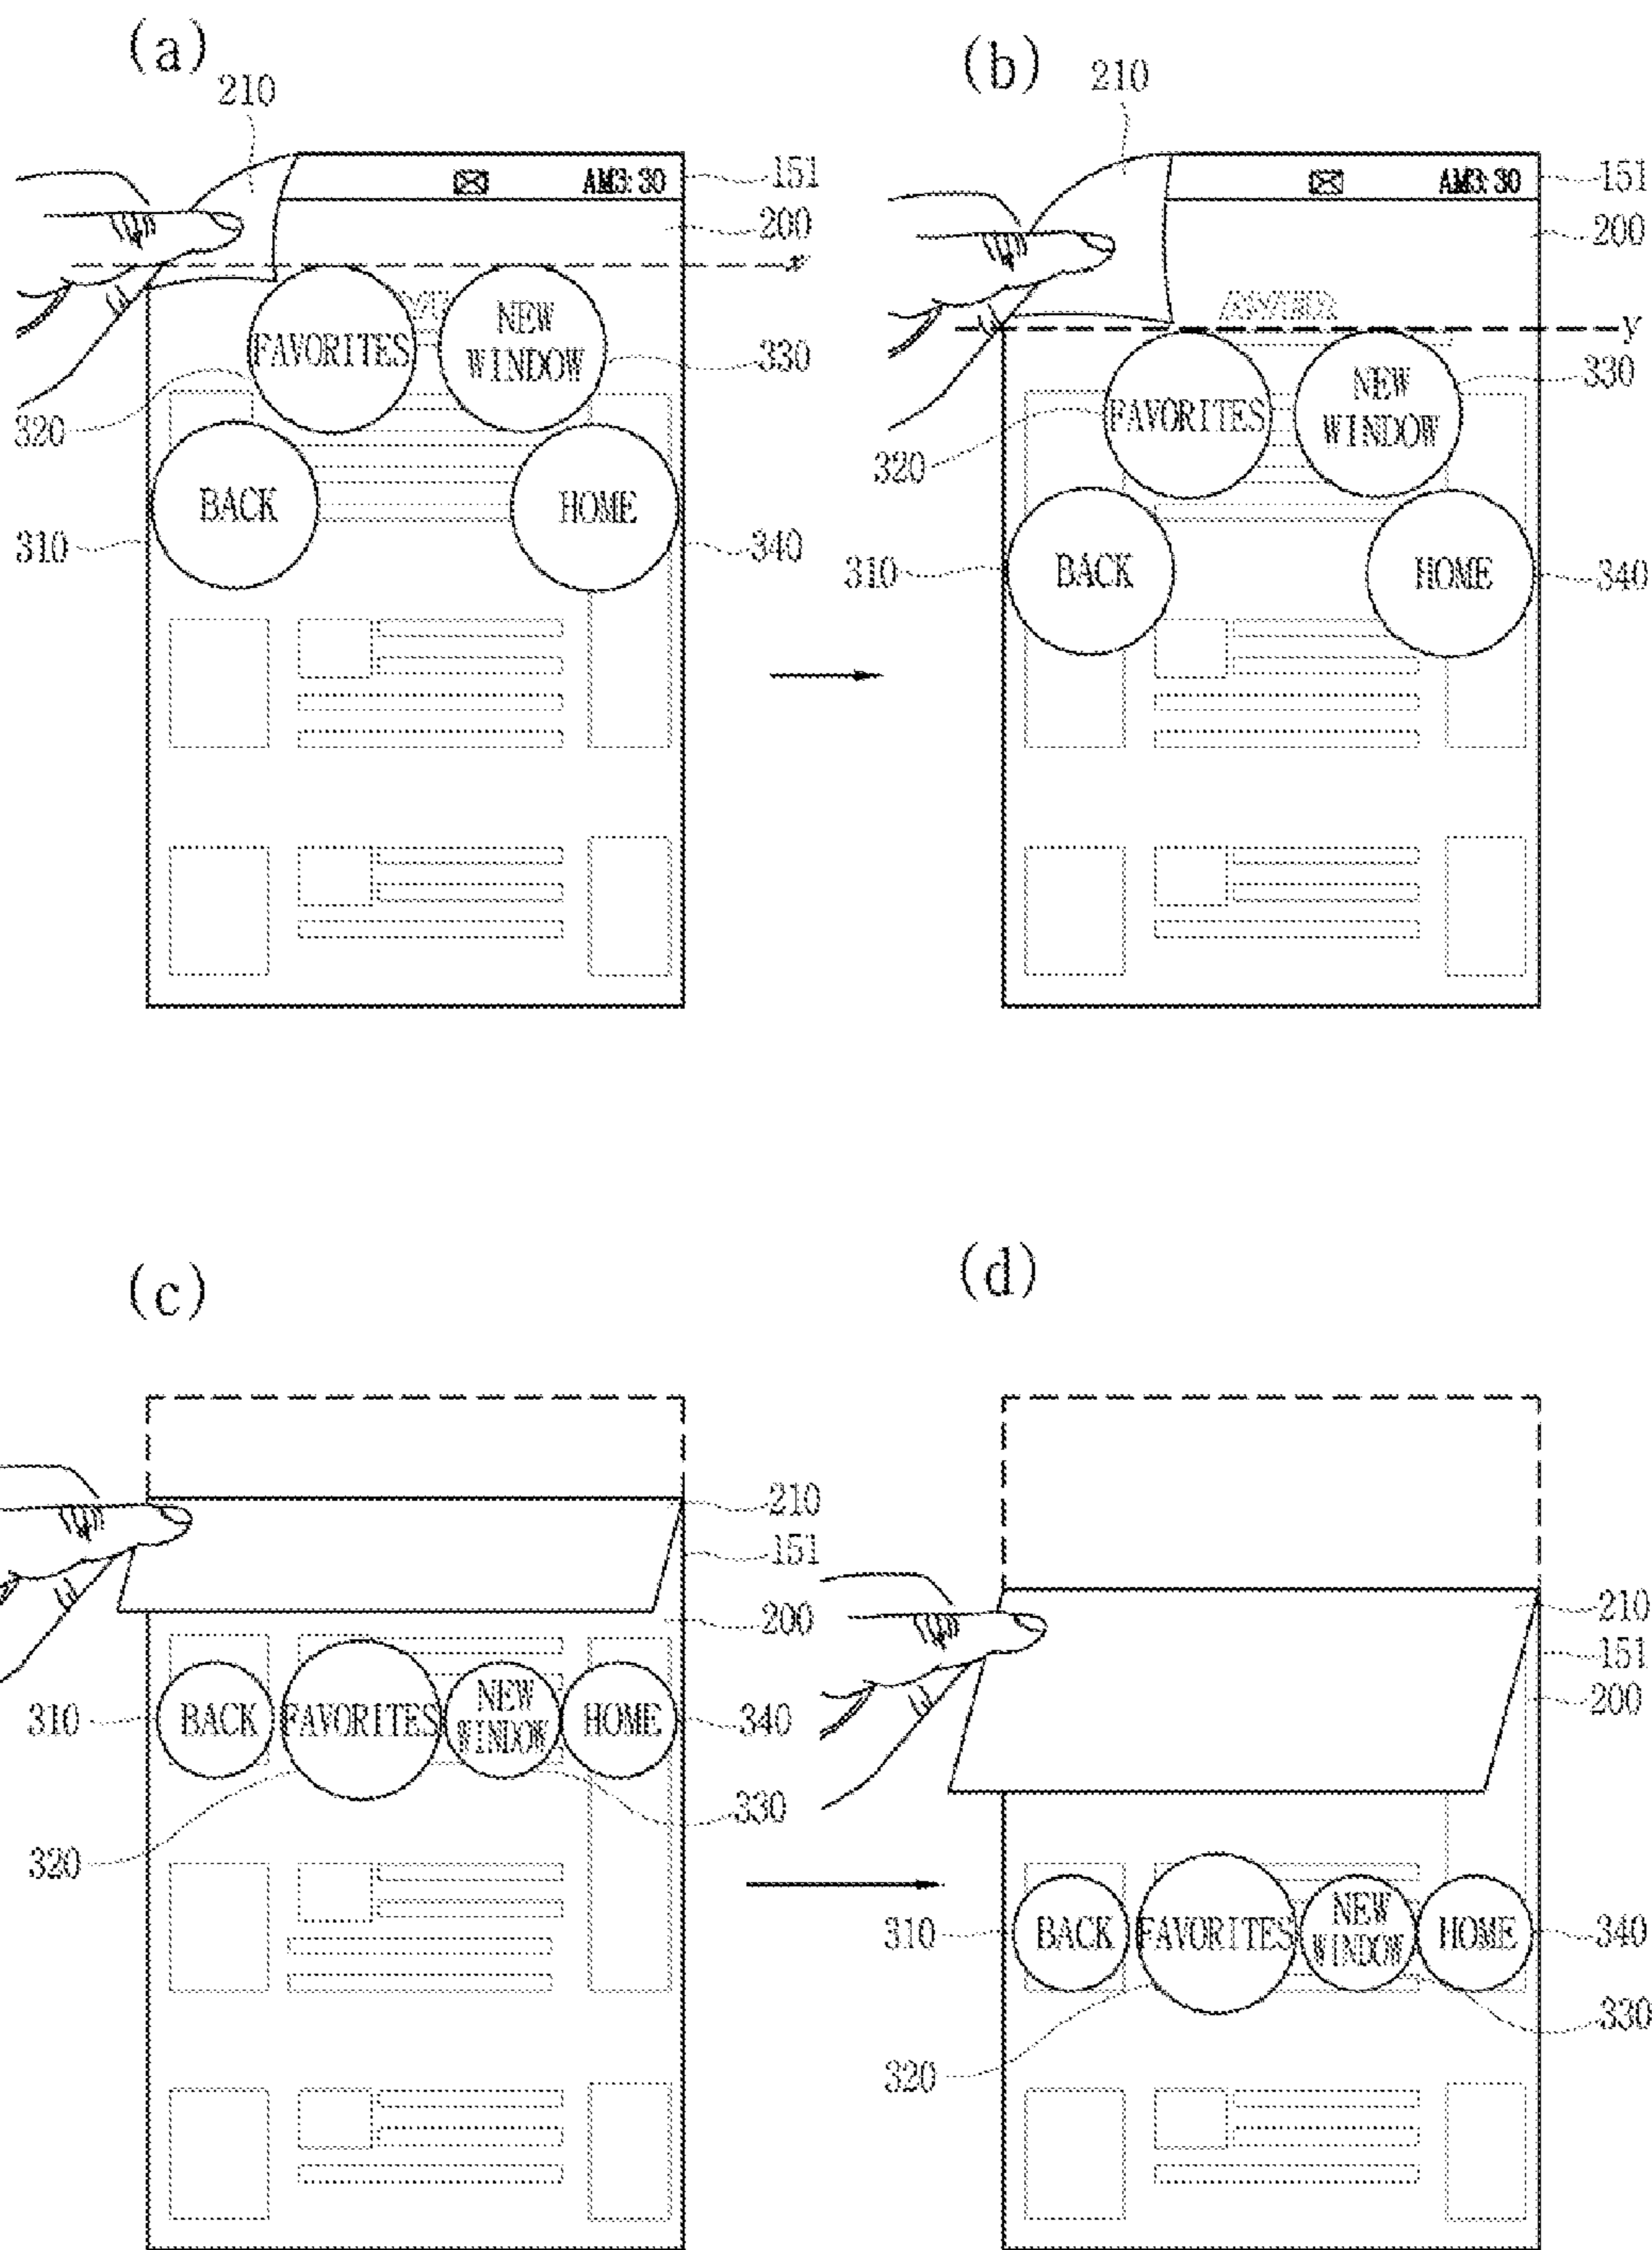 (a)
210
AM3:30
151
200
FAVORITES
NEW
WINDOW
330
320
BACK
HOME
310
340
(b)
210
AM3:30
151
200
y
330
NEW
WINDOW
FAVORITES
320
BACK
HOME
310
340
(c)
210
151
200
310
BACK
FAVORITES
NEW
WINDOW
HOME
340
330
320
(d)
210
151
200
310
BACK
FAVORITES
NEW
WINDOW
HOME
340
330
320